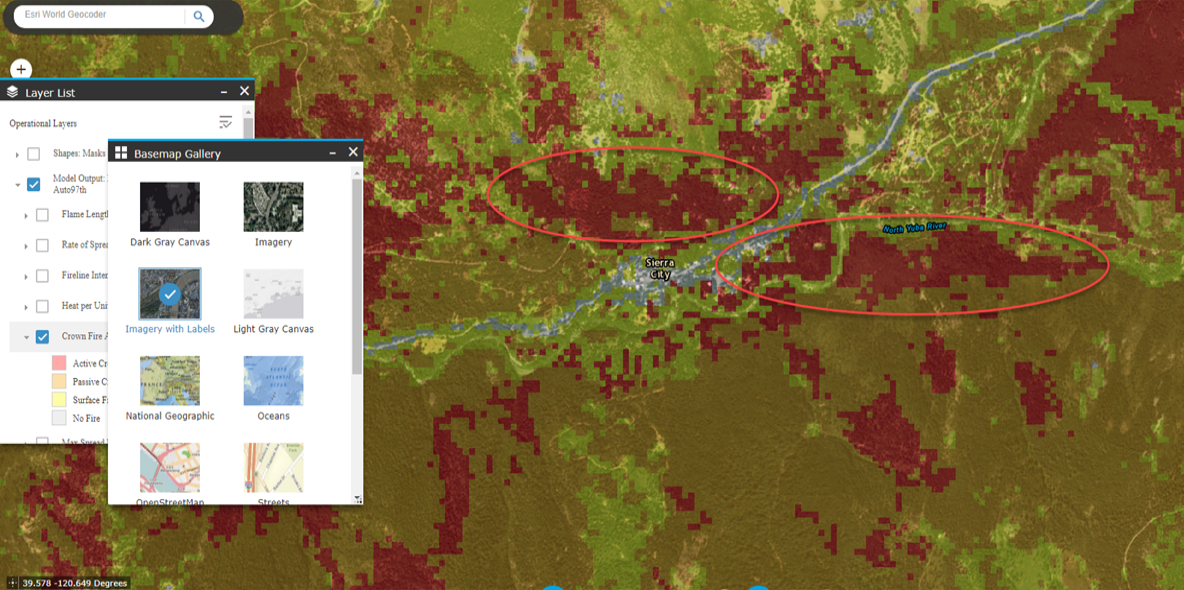 Esri World Geocoder
Layer List
Operational Layers
Shapes: Masks
Model Output:
Auto97th
Flame Lengt
Rate of Sprea
Fireline Inter
Heat per Uni
Crown Fire A
Active Cr
Passive C
Surface Fi
No Fire
Max Spread
Basemap Gallery
Dark Gray Canvas
Imagery
Imagery with Labels
Light Gray Canvas
National Geographic
Oceans
OpenStreetMap
Streets
North Yuba River
Sierra
City
39.578 -120.649 Degrees